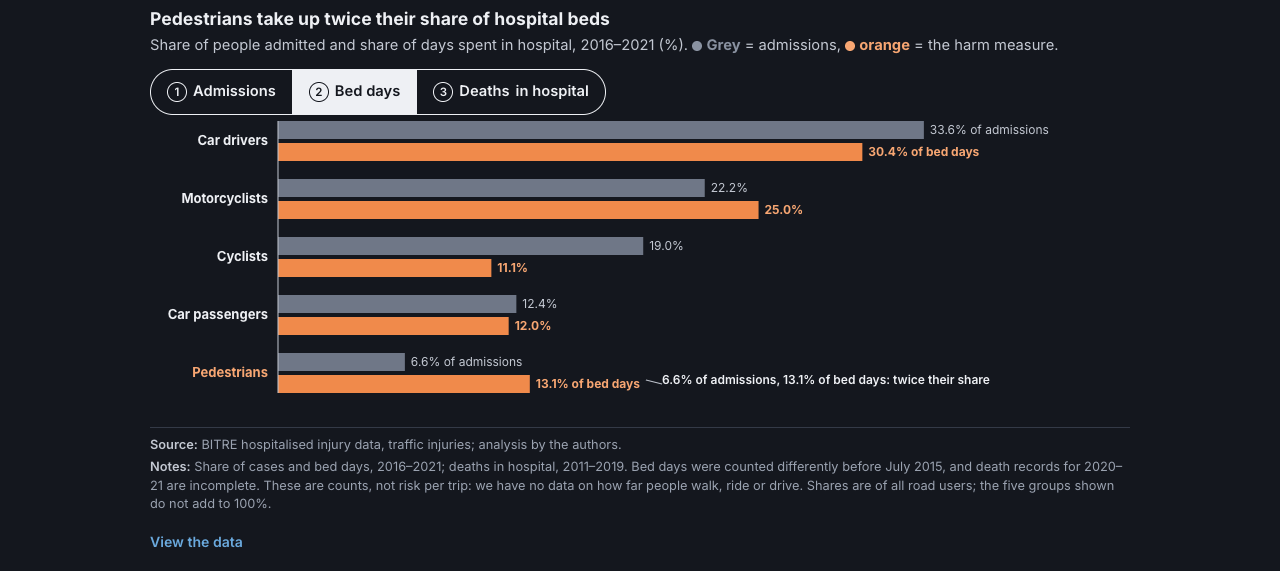 Pedestrians take up twice their share of hospital beds
Share of people admitted and share of days spent in hospital, 2016–2021 (%). Grey = admissions, orange = the harm measure.
1 Admissions 2 Bed days 3 Deaths in hospital
Car drivers
33.6% of admissions
30.4% of bed days
Motorcyclists
22.2%
25.0%
Cyclists
19.0%
11.1%
Car passengers
12.4%
12.0%
Pedestrians
6.6% of admissions
13.1% of bed days
6.6% of admissions, 13.1% of bed days: twice their share
Source: BITRE hospitalised injury data, traffic injuries; analysis by the authors.
Notes: Share of cases and bed days, 2016–2021; deaths in hospital, 2011–2019. Bed days were counted differently before July 2015, and death records for 2020–
21 are incomplete. These are counts, not risk per trip: we have no data on how far people walk, ride or drive. Shares are of all road users; the five groups shown
do not add to 100%.
View the data